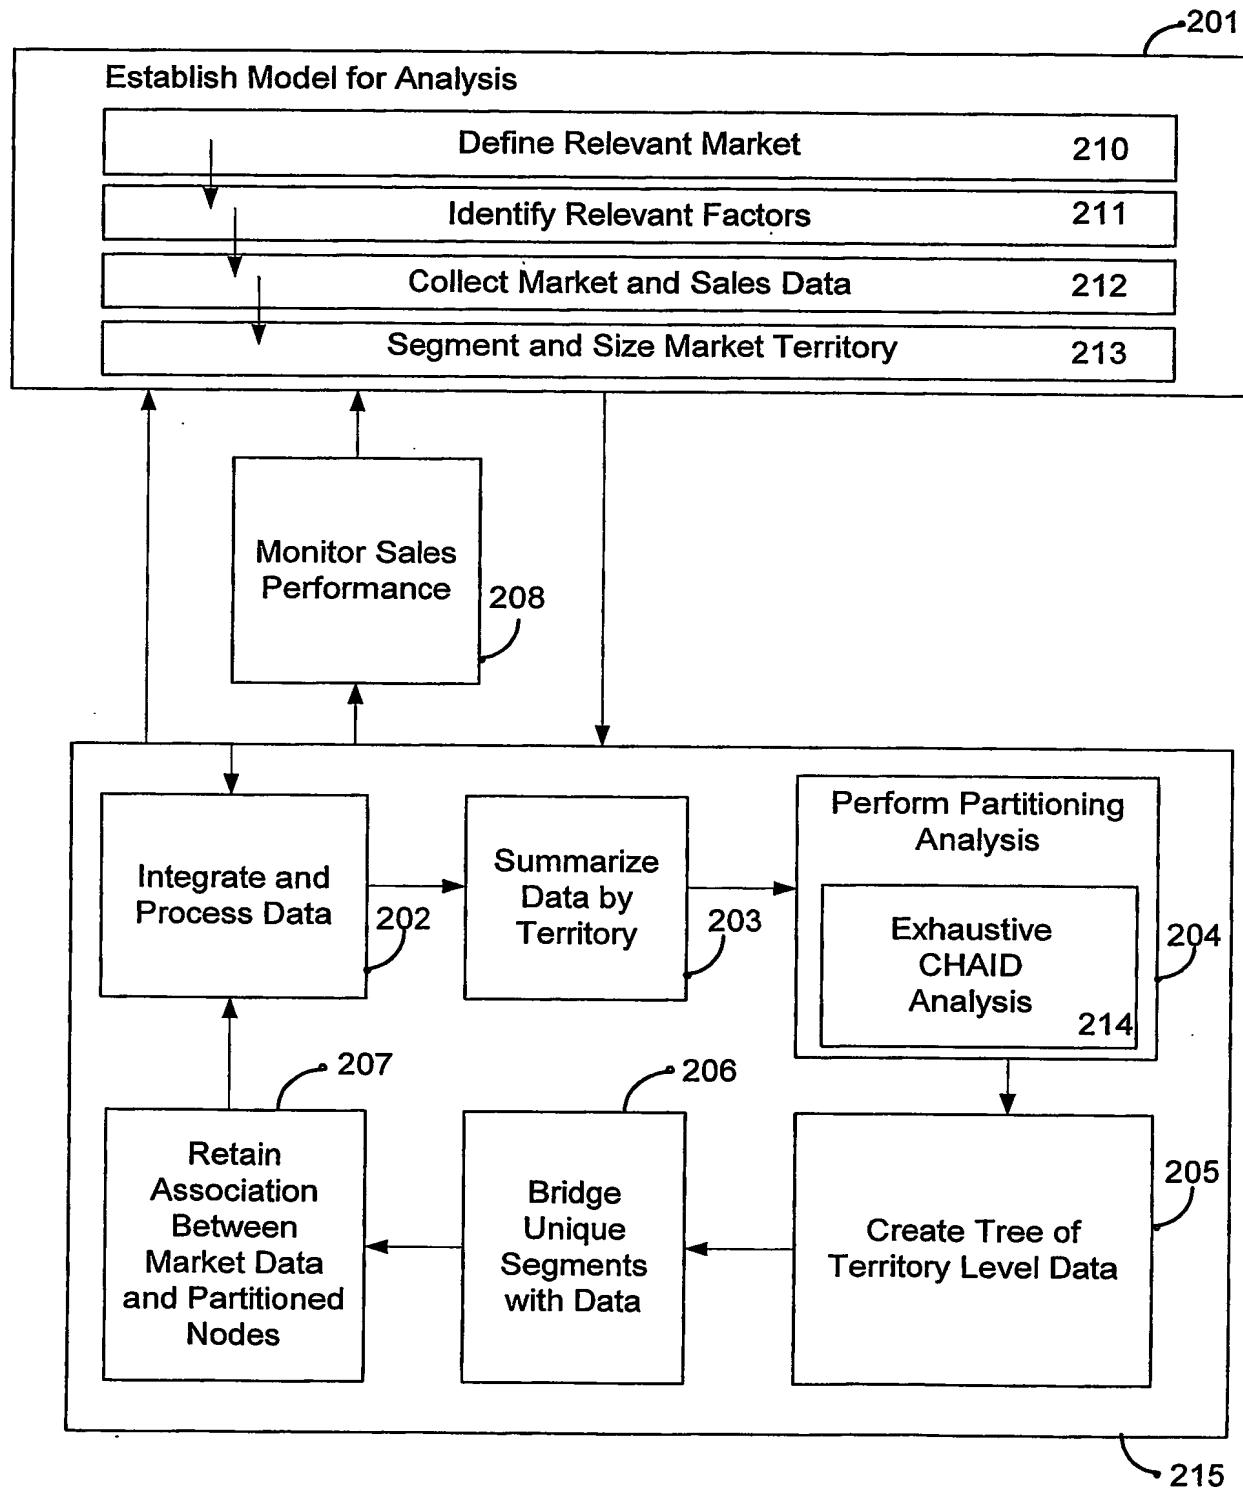 201
Establish Model for Analysis
Define Relevant Market 210
Identify Relevant Factors 211
Collect Market and Sales Data 212
Segment and Size Market Territory 213
Monitor Sales
Performance
208
Integrate and
Process Data
202
Summarize
Data by
Territory
203
Perform Partitioning
Analysis
Exhaustive
CHAID
Analysis
214
204
207
Retain
Association
Between
Market Data
and Partitioned
Nodes
206
Bridge
Unique
Segments
with Data
205
Create Tree of
Territory Level Data
215